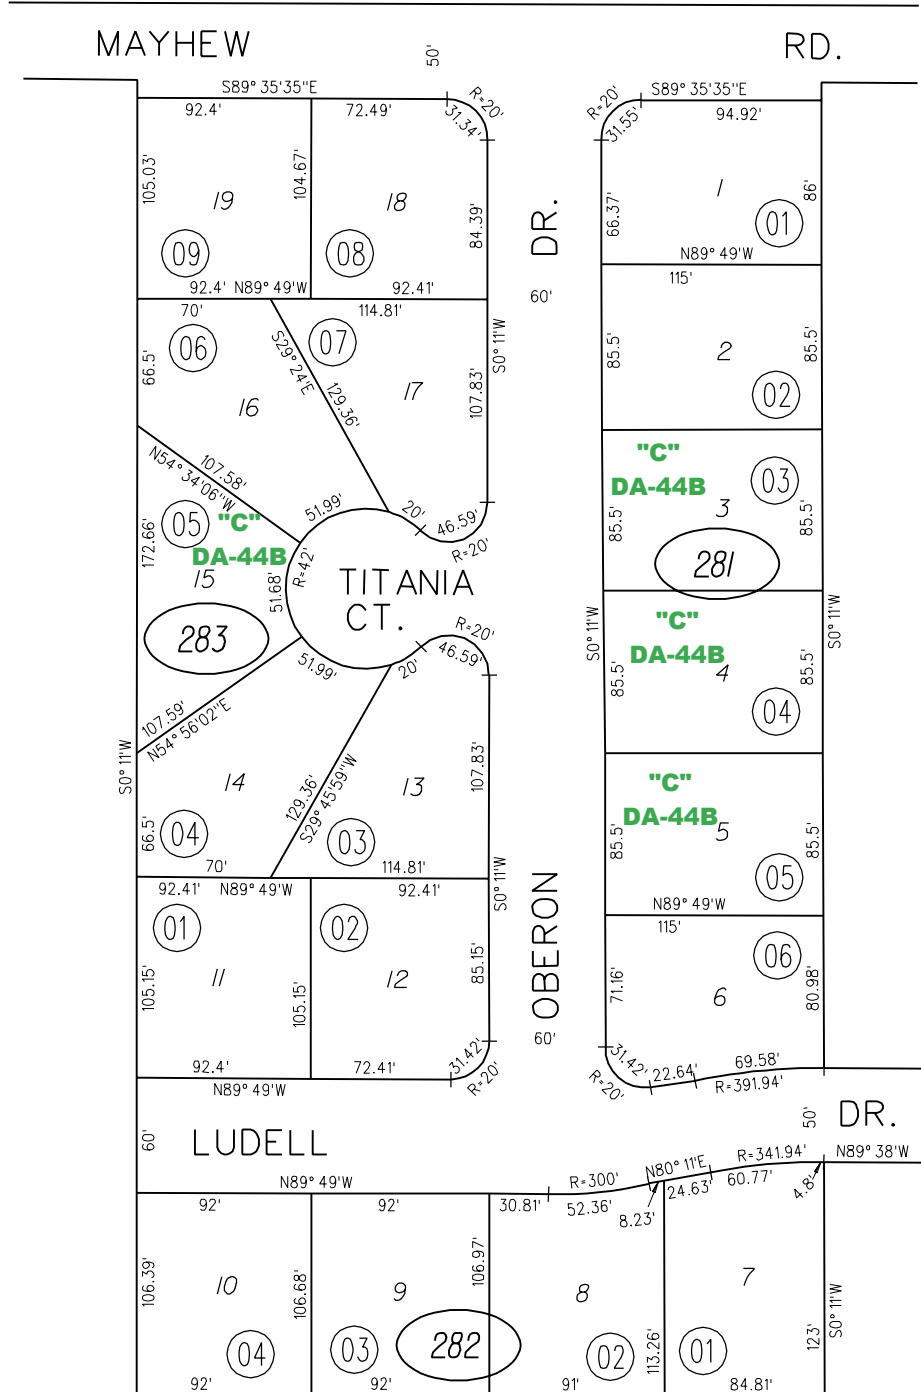 MAYHEW
50'
RD.
S89° 35'35"E
92.4'
72.49'
R=20'
31.34'
R=20'
31.55'
S89° 35'35"E
94.92'
105.03'
19
09
104.67'
18
08
84.39'
92.4' N89° 49'W
92.41'
DR.
60'
66.37'
1
01
86'
N89° 49'W
115'
70'
06
66.5'
16
S29° 24'E
129.36'
114.81'
07
17
107.83'
S0° 11'W
85.5'
2
02
85.5'
107.58'
N54° 34'06"W
05
"C"
DA-44B
172.66'
15
283
51.99'
R=42'
51.68'
51.99'
20'
46.59'
R=20'
TITANIA
CT.
R=20'
46.59'
20'
"C"
DA-44B
03
3
85.5'
85.5'
281
S0° 11'W
S0° 11'W
"C"
DA-44B
4
04
85.5'
85.5'
107.59'
N54° 56'02"E
S0° 11'W
14
04
66.5'
70'
129.36'
S29° 45'59"W
13
03
107.83'
114.81'
S0° 11'W
"C"
DA-44B
5
05
85.5'
85.5'
N89° 49'W
115'
92.41'
N89° 49'W
92.41'
01
11
105.15'
105.15'
92.4'
02
12
85.15'
72.41'
31.42'
R=20'
N89° 49'W
OBERON
60'
06
6
71.16'
80.98'
31.42'
R=20'
22.64'
69.58'
R=391.94'
60'
LUDELL
50'
DR.
N89° 49'W
R=300'
N80° 11'E
R=341.94'
N89° 38'W
92'
92'
30.81'
52.36'
8.23'
24.63'
60.77'
4.8'
106.39'
10
04
92'
106.68'
9
03
92'
106.97'
282
8
02
91'
113.26'
7
01
84.81'
123'
S0° 11'W